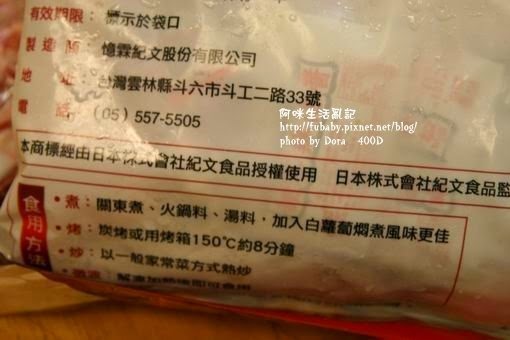 有效期限：標示於袋口
製造商：憶霖紀文股份有限公司
地 址：台灣雲林縣斗六市斗工二路33號
電 話：(05) 557-5505
阿咪生活亂記
http://fubaby.pixnet.net/blog/
photo by Dora 400D
本商標經由日本株式會社紀文食品授權使用 日本株式會社紀文食品監
食用方法
・煮：關東煮、火鍋料、湯料，加入白蘿蔔燜煮風味更佳
・烤：炭烤或用烤箱150℃約8分鐘
・炒：以一般家常菜方式熱炒